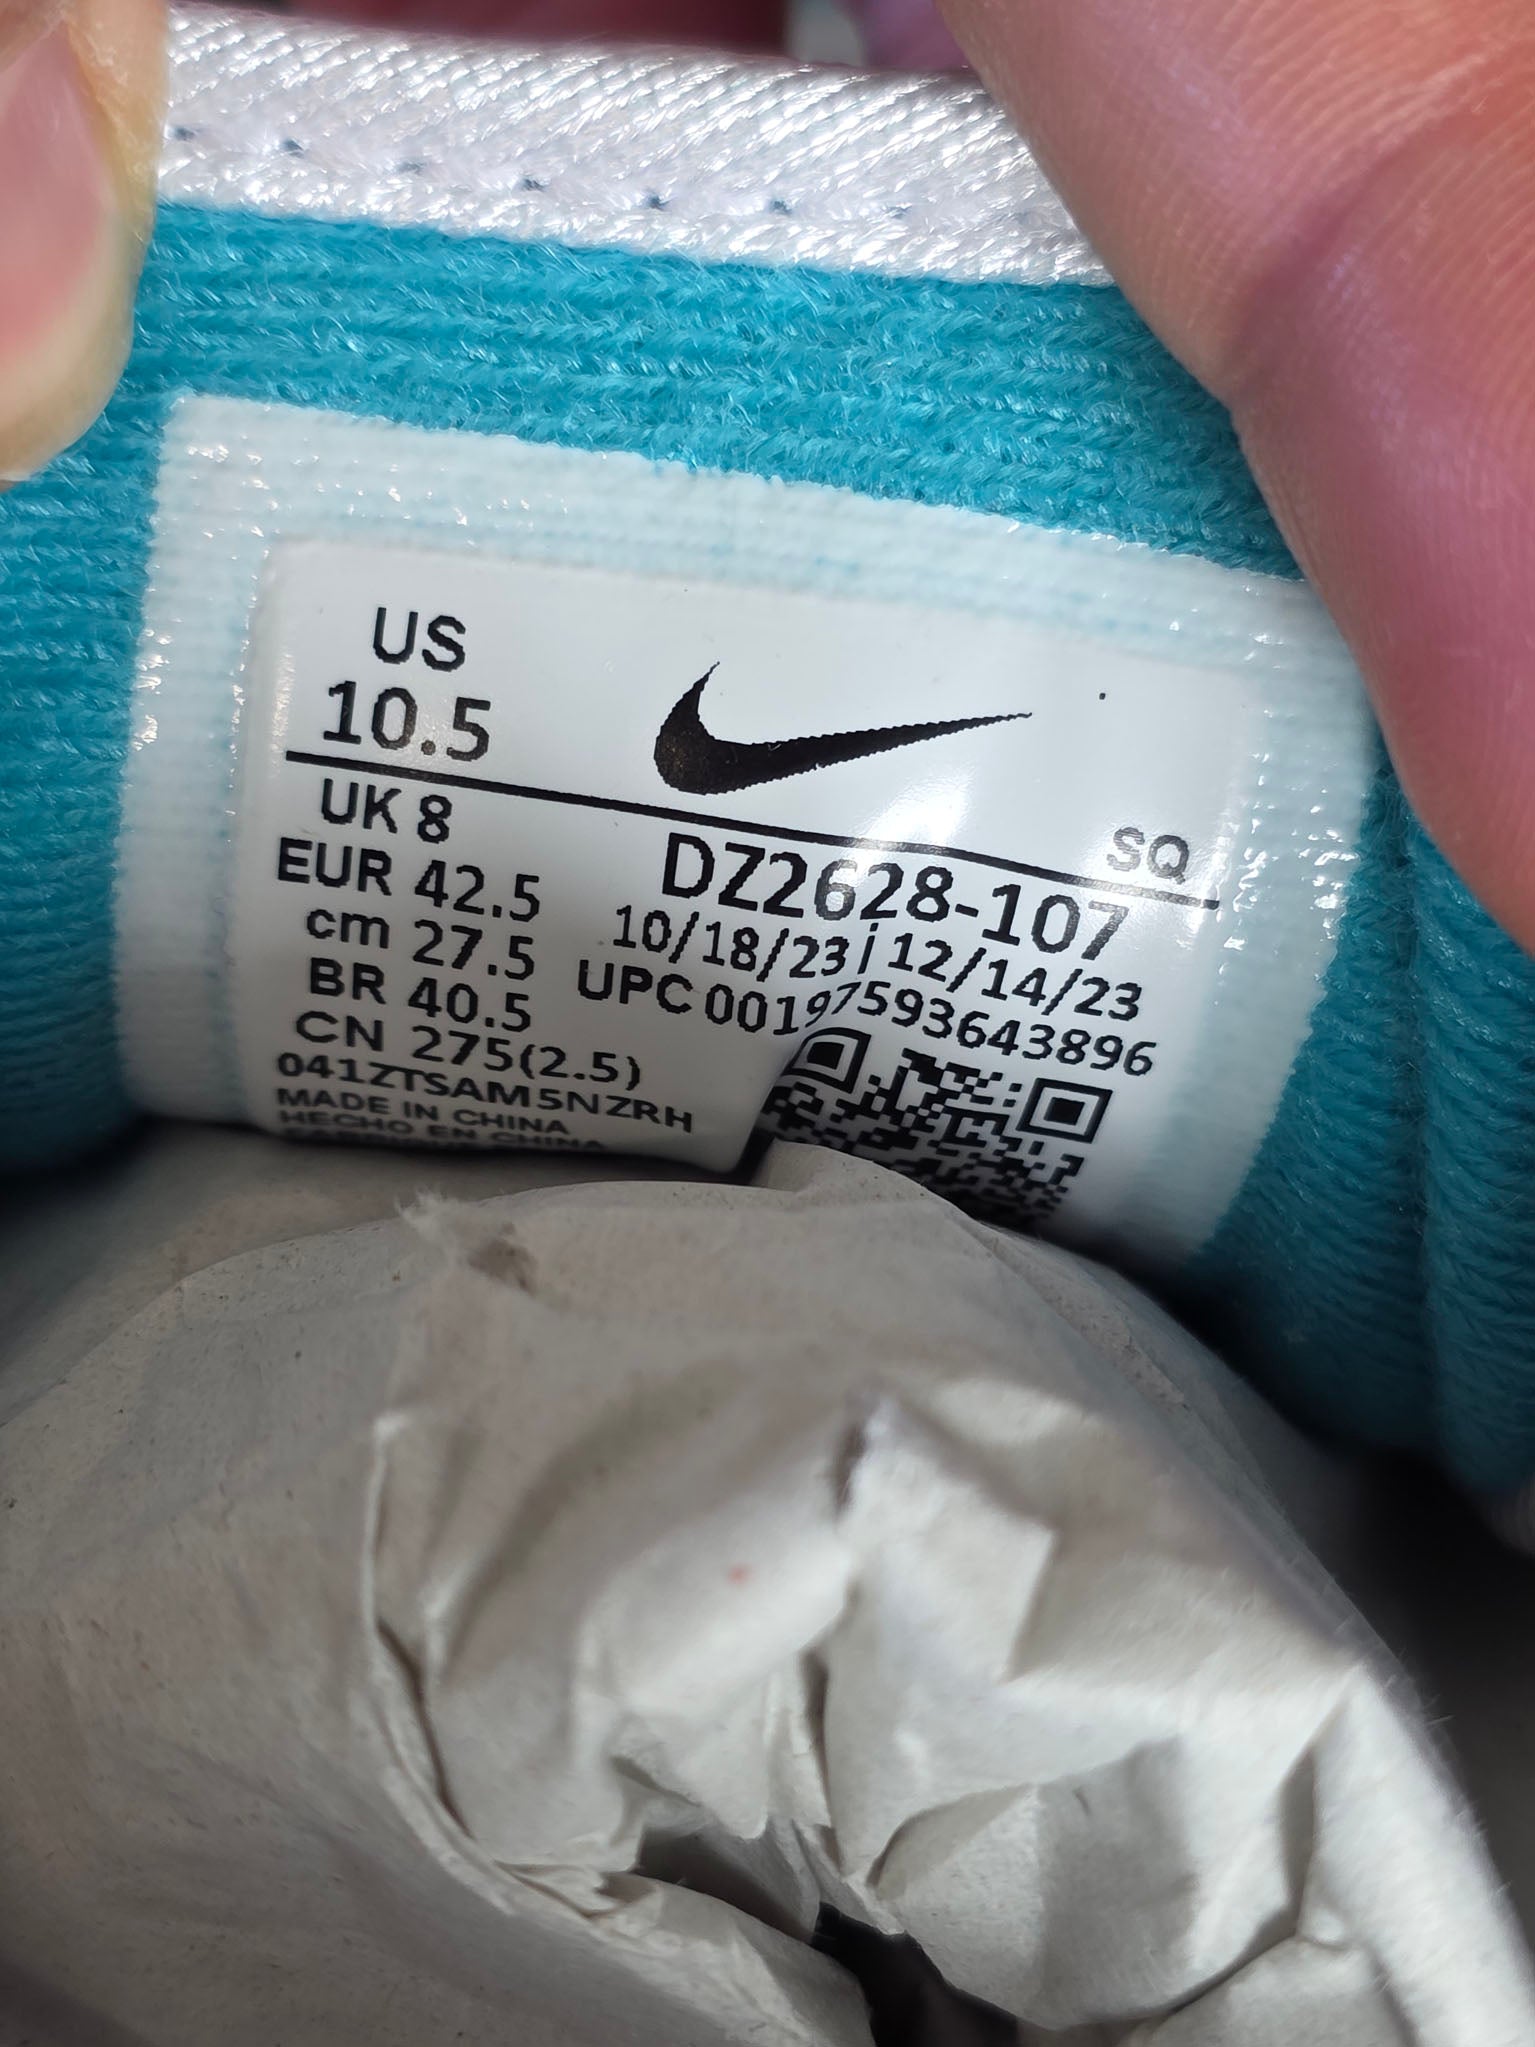 US
10.5
SQ
UK 8
EUR 42.5
cm 27.5
BR 40.5
CN 275(2.5)
DZ2628-107
10/18/23 | 12/14/23
UPC 00197593643896
041ZTSAM5NZRH
MADE IN CHINA
HECHO EN CHINA